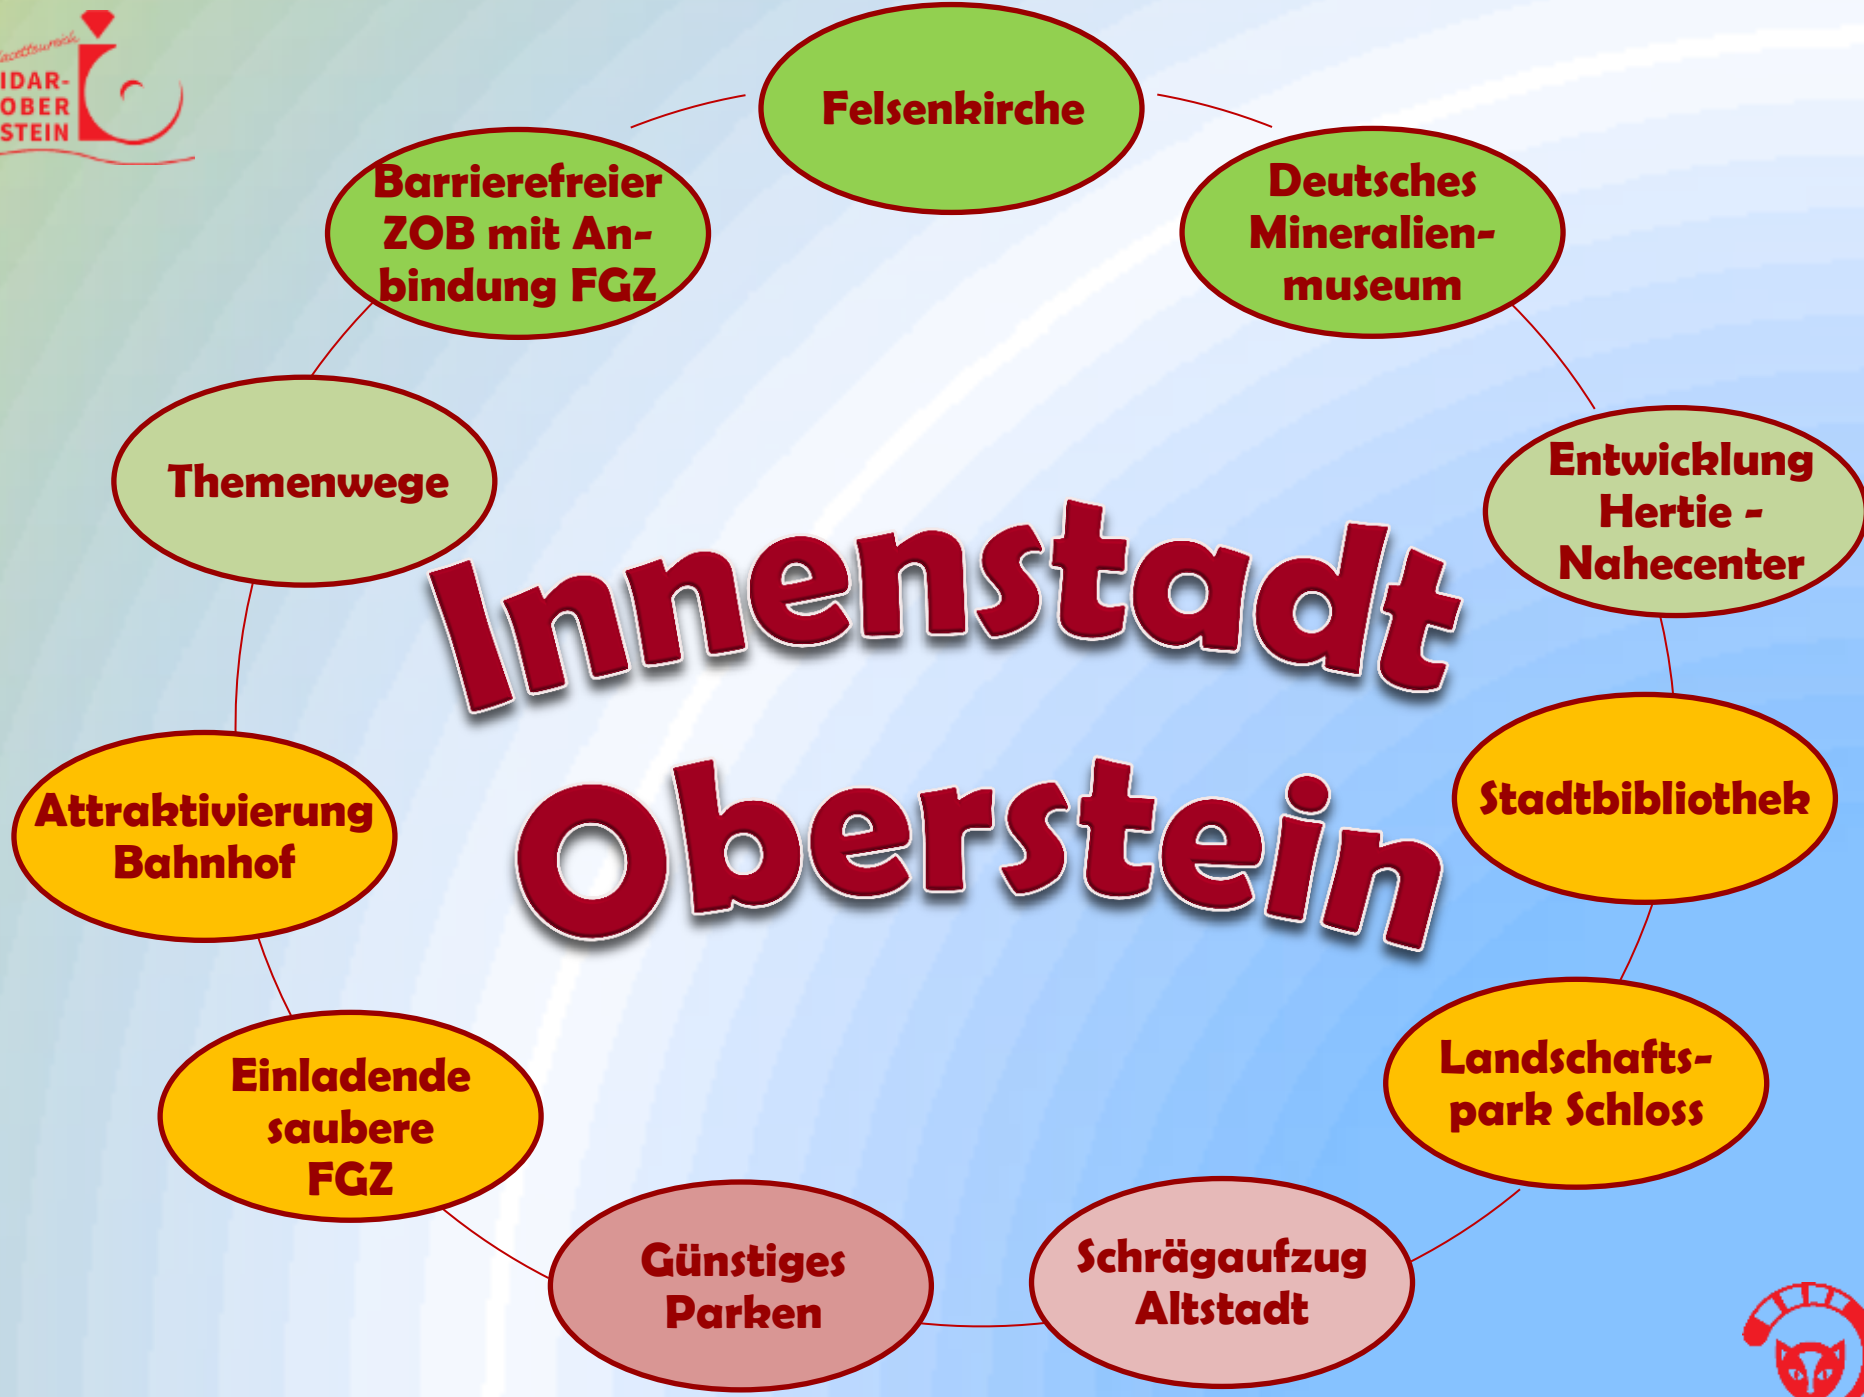 IDAR-
OBER
STEIN
Felsenkirche
Deutsches
Mineralien-
museum
Entwicklung
Hertie -
Nahecenter
Stadtbibliothek
Landschafts-
park Schloss
Schrägaufzug
Altstadt
Günstiges
Parken
Einladende
saubere
FGZ
Attraktivierung
Bahnhof
Themenwege
Barrierefreier
ZOB mit An-
bindung FGZ
Innenstadt
Oberstein